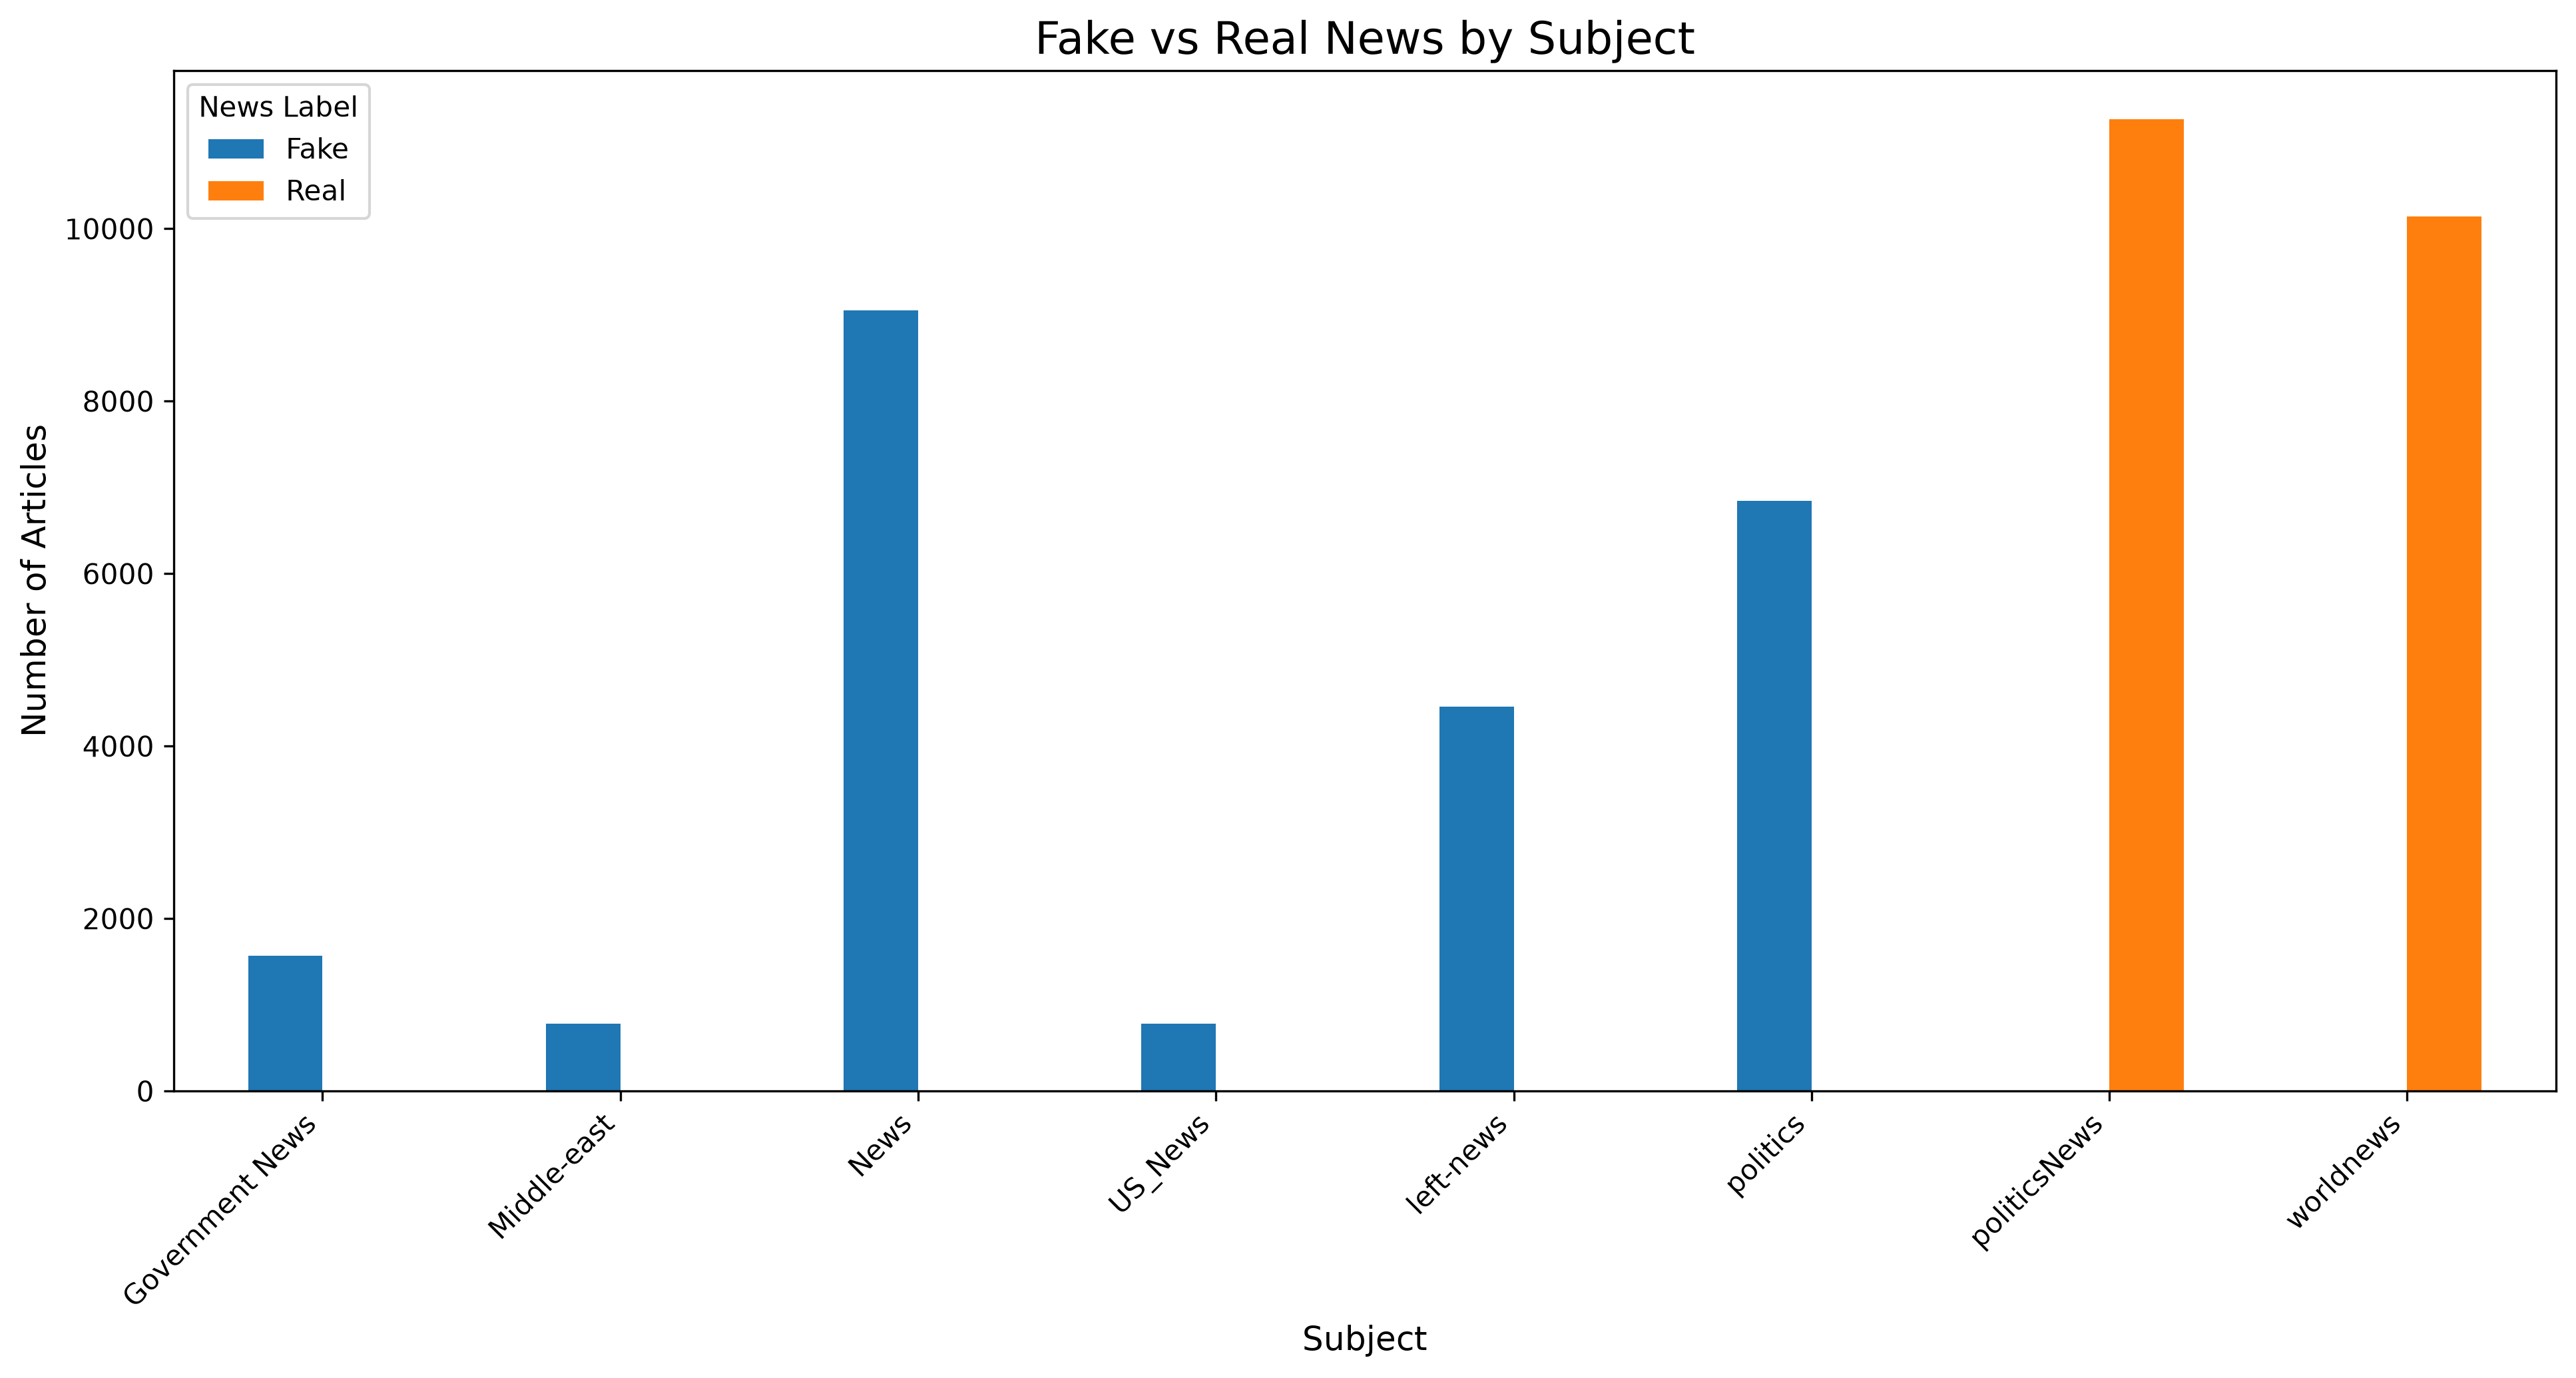 Fake vs Real News by Subject
News Label
Fake
Real
Number of Articles
10000
8000
6000
4000
2000
0
Government News
Middle-east
News
US_News
left-news
politics
politicsNews
worldnews
Subject